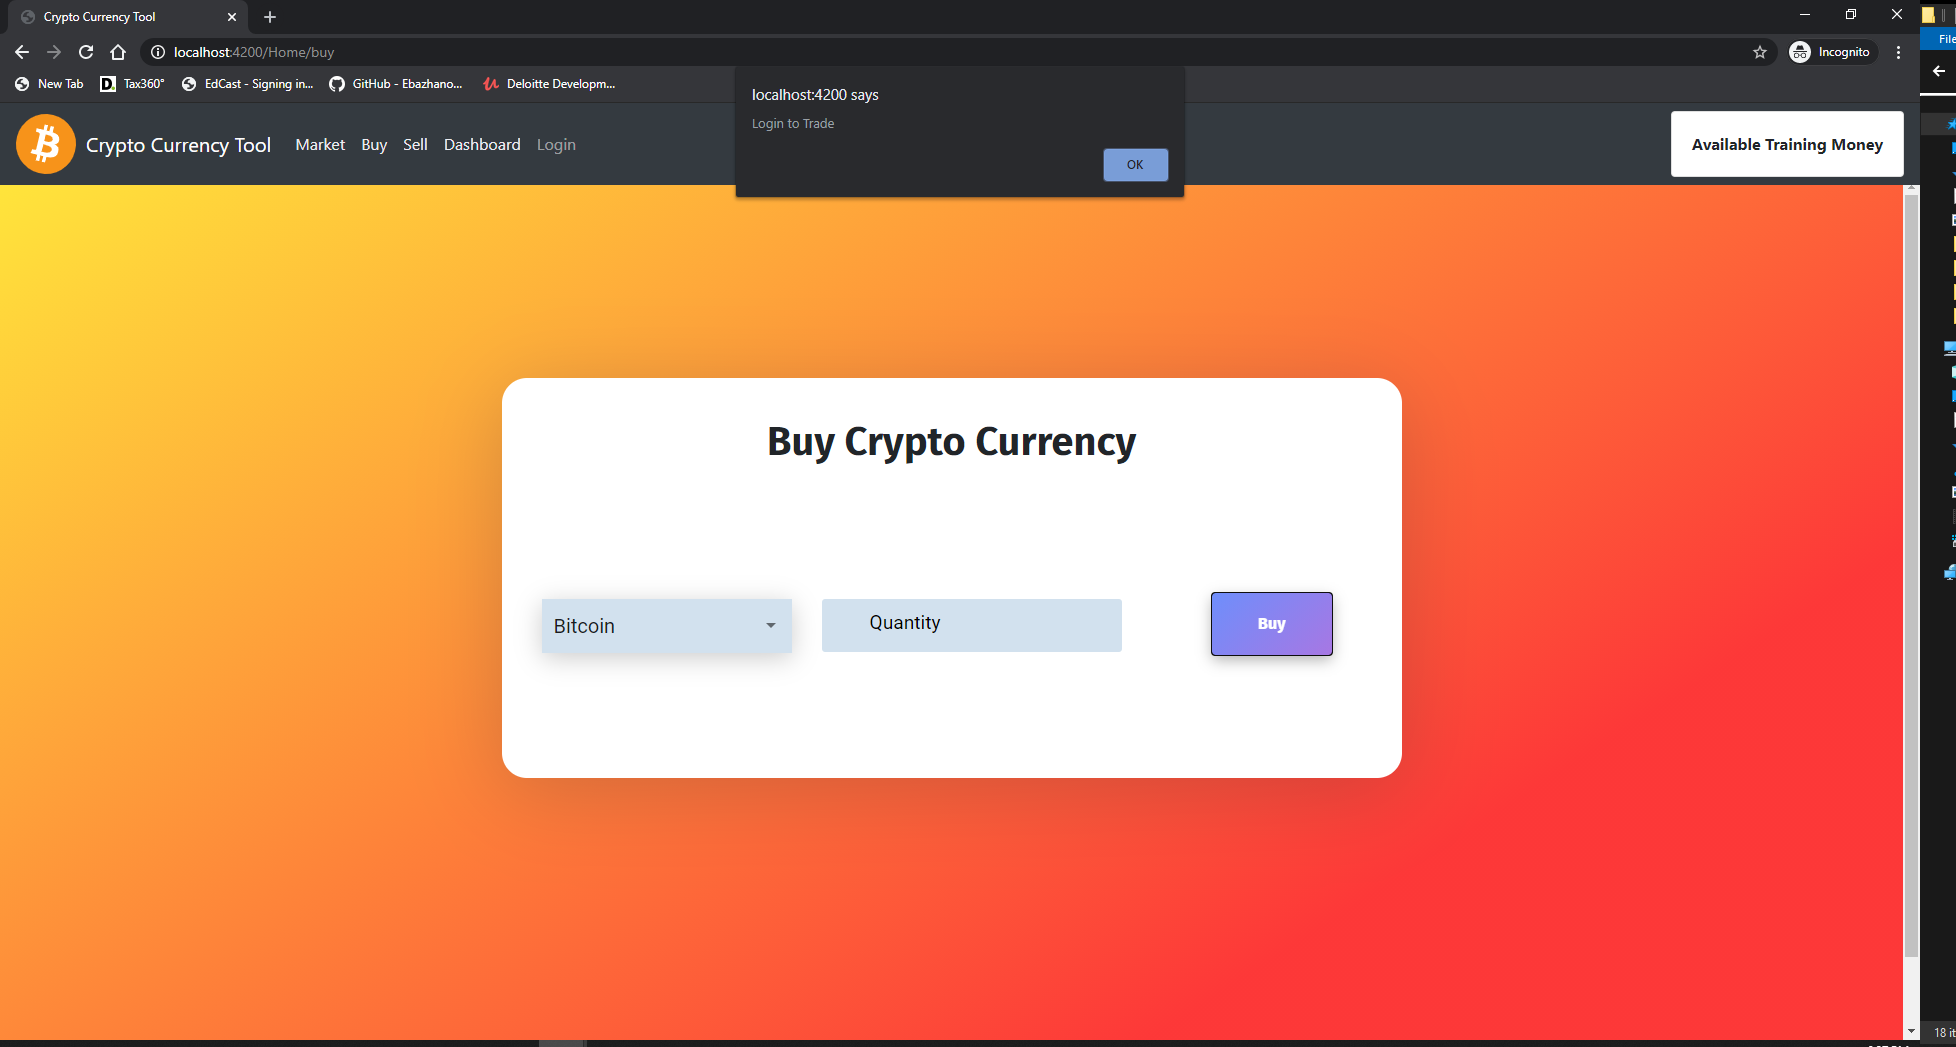 Crypto Currency Tool
localhost:4200/Home/buy
Incognito
New Tab
Tax360°
EdCast - Signing in...
GitHub - Ebazhano...
Deloitte Developm...
localhost:4200 says
Login to Trade
OK
Crypto Currency Tool
Market
Buy
Sell
Dashboard
Login
Available Training Money
Buy Crypto Currency
Bitcoin
Quantity
Buy
File
18 it